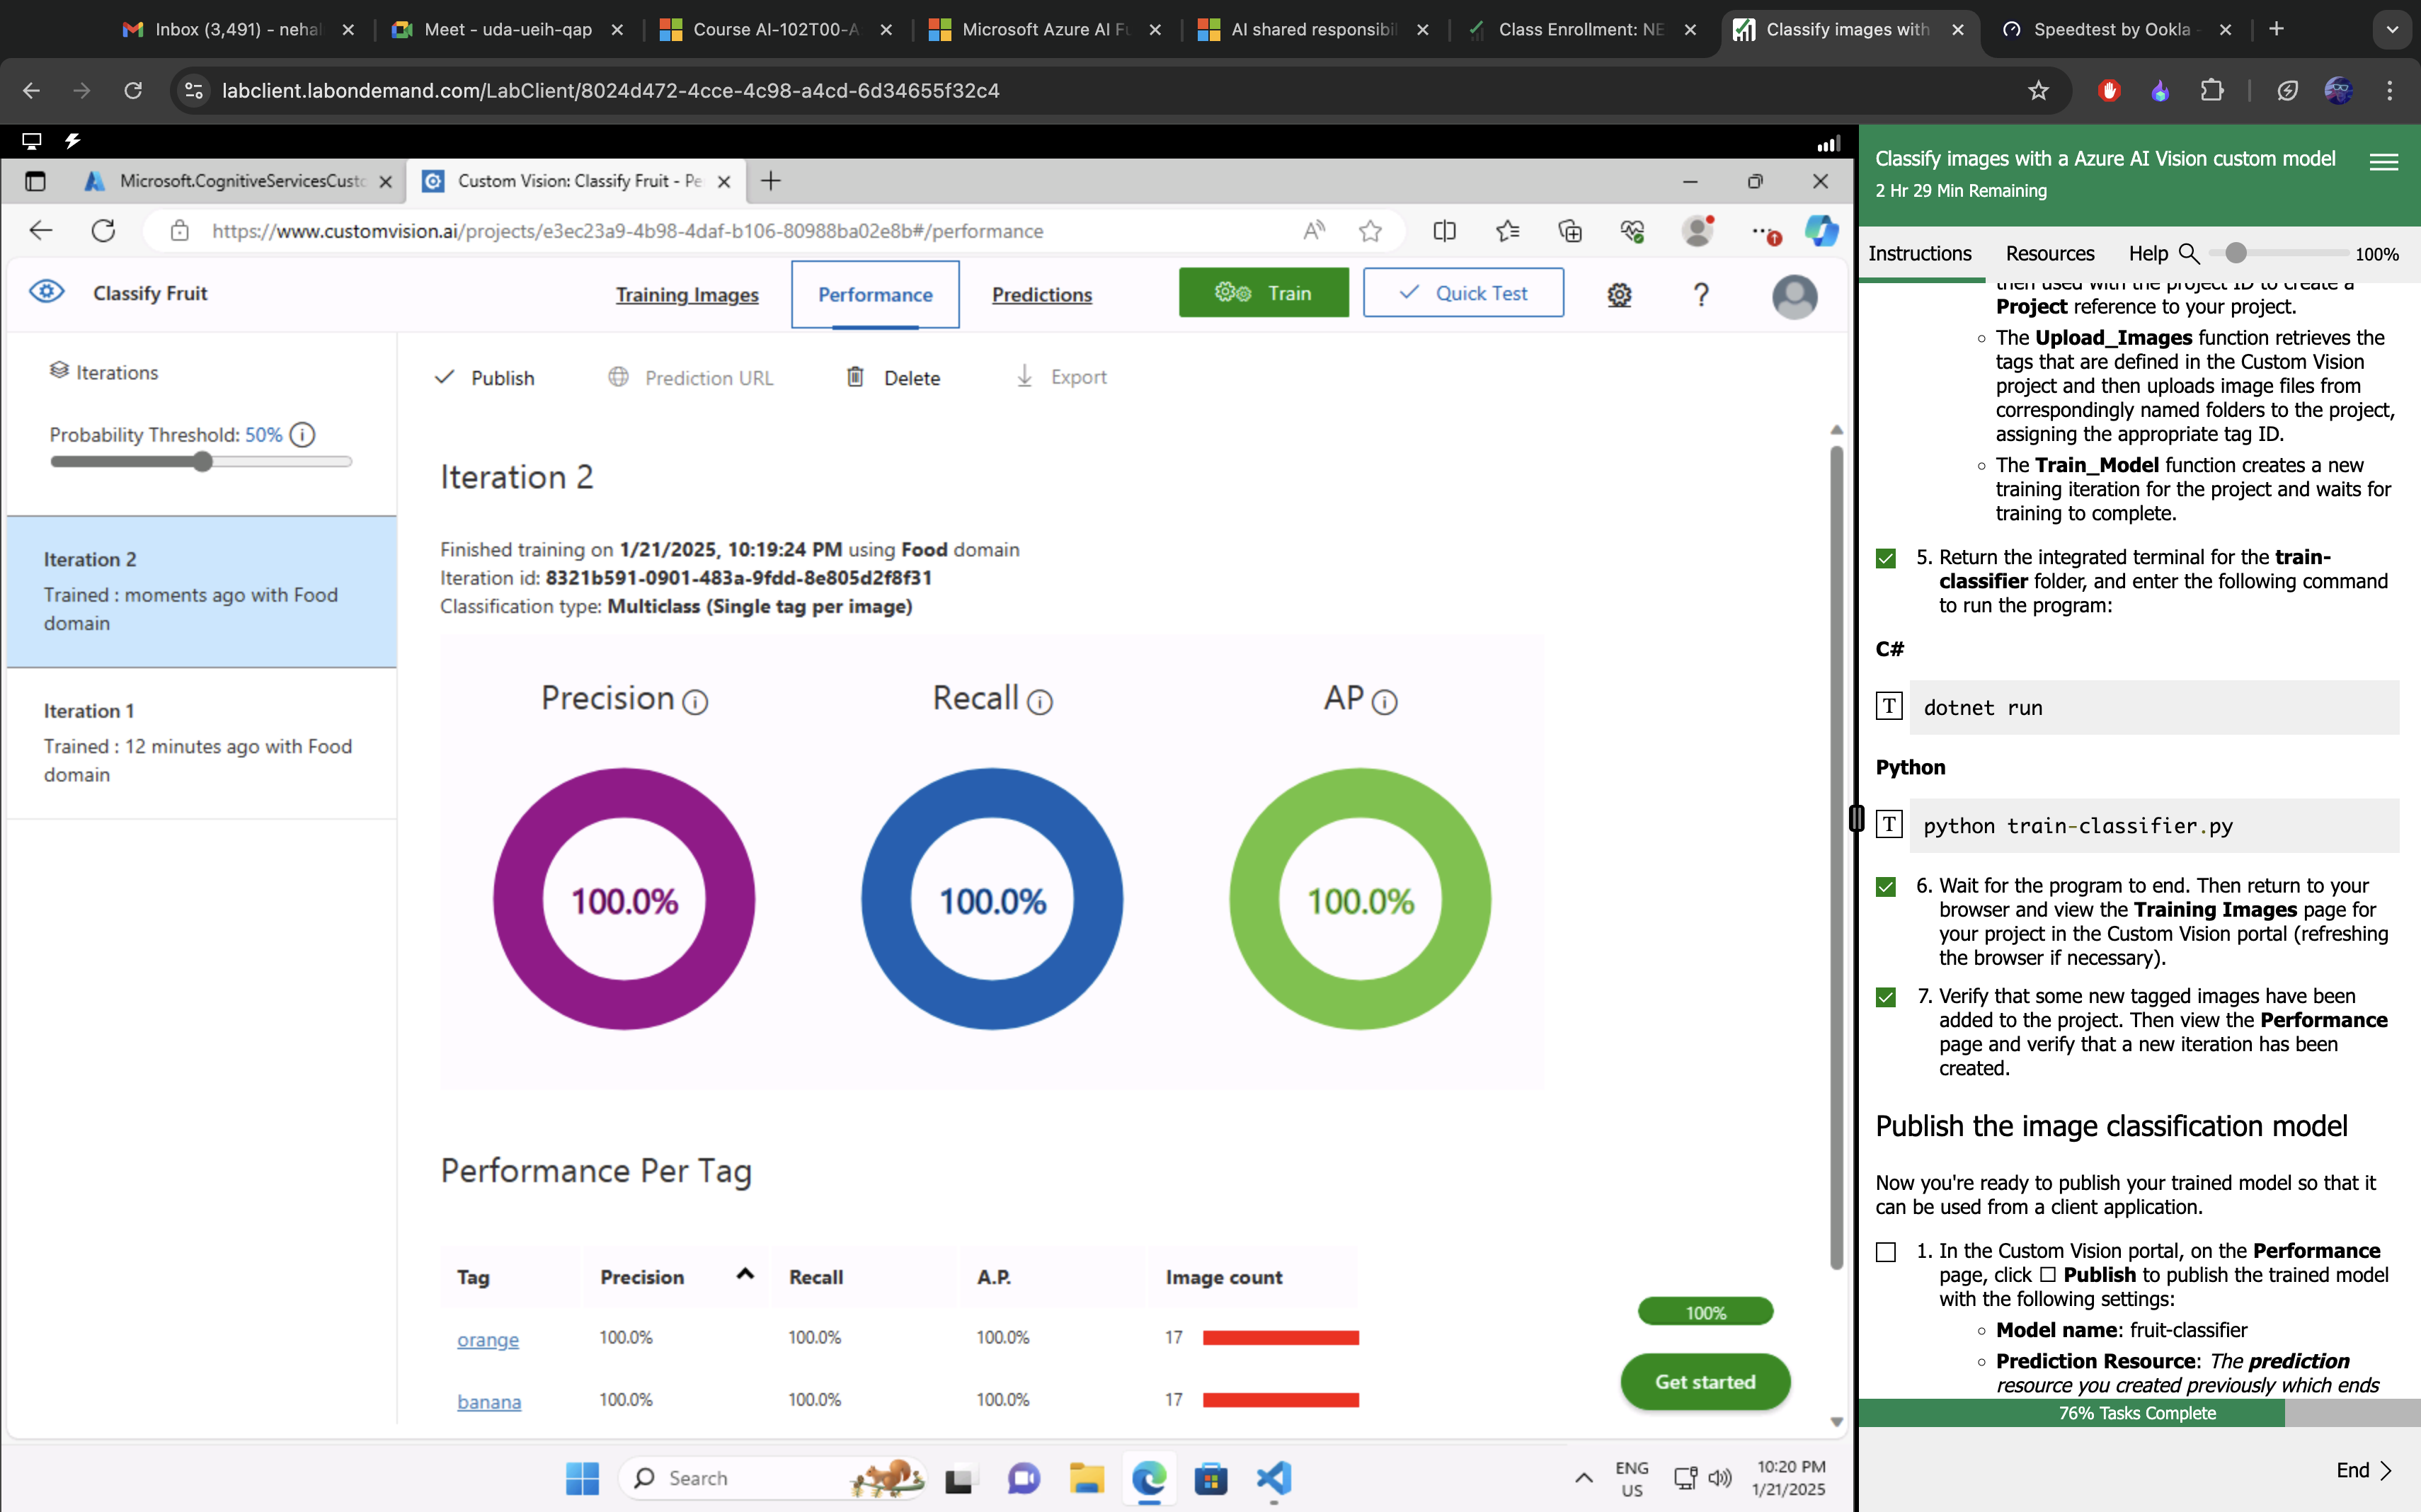 Inbox (3,491) - nehal
Meet - uda-ueih-qap
Course AI-102T00-A
Microsoft Azure AI Fu
AI shared responsibil
Class Enrollment: NE
Classify images with
Speedtest by Ookla -
labclient.labondemand.com/LabClient/8024d472-4cce-4c98-a4cd-6d34655f32c4
Microsoft.CognitiveServicesCusto
Custom Vision: Classify Fruit - Pe
https://www.customvision.ai/projects/e3ec23a9-4b98-4daf-b106-80988ba02e8b#/performance
Classify Fruit
Training Images
Performance
Predictions
Train
Quick Test
?
Iterations
Probability Threshold: 50%
Iteration 2
Trained : moments ago with Food
domain
Iteration 1
Trained : 12 minutes ago with Food
domain
Publish
Prediction URL
Delete
Export
Iteration 2
Finished training on 1/21/2025, 10:19:24 PM using Food domain
Iteration id: 8321b591-0901-483a-9fdd-8e805d2f8f31
Classification type: Multiclass (Single tag per image)
Precision
Recall
AP
100.0%
100.0%
100.0%
Performance Per Tag
Tag Precision Recall A.P. Image count
orange 100.0% 100.0% 100.0% 17
banana 100.0% 100.0% 100.0% 17
100%
Get started
Search
ENG
US
10:20 PM
1/21/2025
Classify images with a Azure AI Vision custom model
2 Hr 29 Min Remaining
Instructions
Resources
Help
100%
then used with the project ID to create a
Project reference to your project.
The Upload_Images function retrieves the
tags that are defined in the Custom Vision
project and then uploads image files from
correspondingly named folders to the project,
assigning the appropriate tag ID.
The Train_Model function creates a new
training iteration for the project and waits for
training to complete.
5. Return the integrated terminal for the train-
classifier folder, and enter the following command
to run the program:
C#
T dotnet run
Python
T python train-classifier.py
6. Wait for the program to end. Then return to your
browser and view the Training Images page for
your project in the Custom Vision portal (refreshing
the browser if necessary).
7. Verify that some new tagged images have been
added to the project. Then view the Performance
page and verify that a new iteration has been
created.
Publish the image classification model
Now you're ready to publish your trained model so that it
can be used from a client application.
1. In the Custom Vision portal, on the Performance
page, click ☐ Publish to publish the trained model
with the following settings:
Model name: fruit-classifier
Prediction Resource: The prediction
resource you created previously which ends
76% Tasks Complete
End